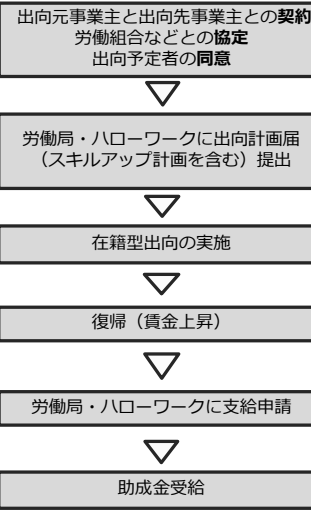 出向元事業主と出向先事業主との契約
労働組合などとの協定
出向予定者の同意
労働局・ハローワークに出向計画届
（スキルアップ計画を含む）提出
在籍型出向の実施
復帰（賃金上昇）
労働局・ハローワークに支給申請
助成金受給